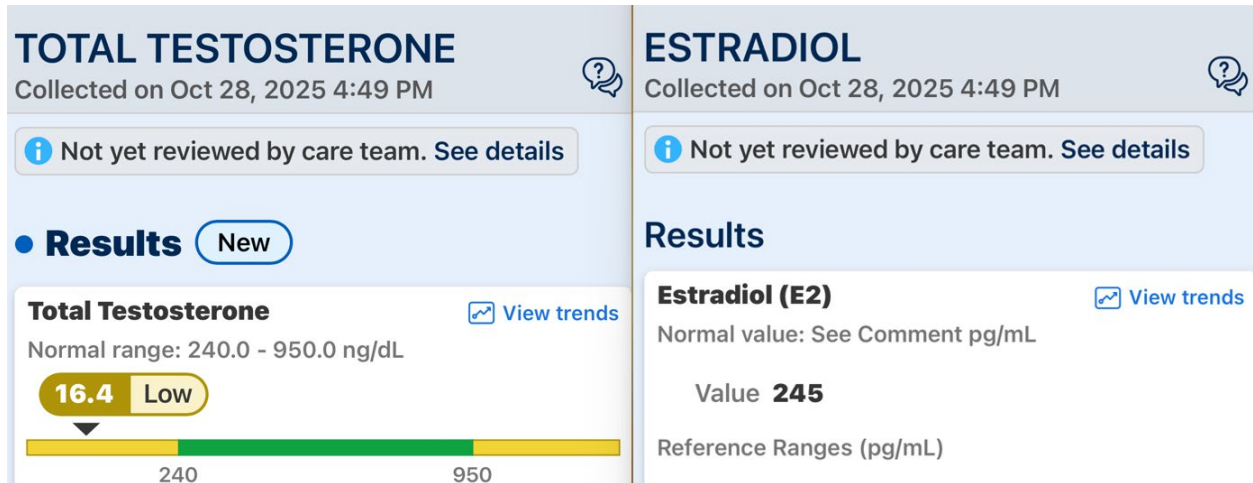 TOTAL TESTOSTERONE
Collected on Oct 28, 2025 4:49 PM
Not yet reviewed by care team. See details
Results New
Total Testosterone View trends
Normal range: 240.0 - 950.0 ng/dL
16.4 Low
240 950
ESTRADIOL
Collected on Oct 28, 2025 4:49 PM
Not yet reviewed by care team. See details
Results
Estradiol (E2) View trends
Normal value: See Comment pg/mL
Value 245
Reference Ranges (pg/mL)